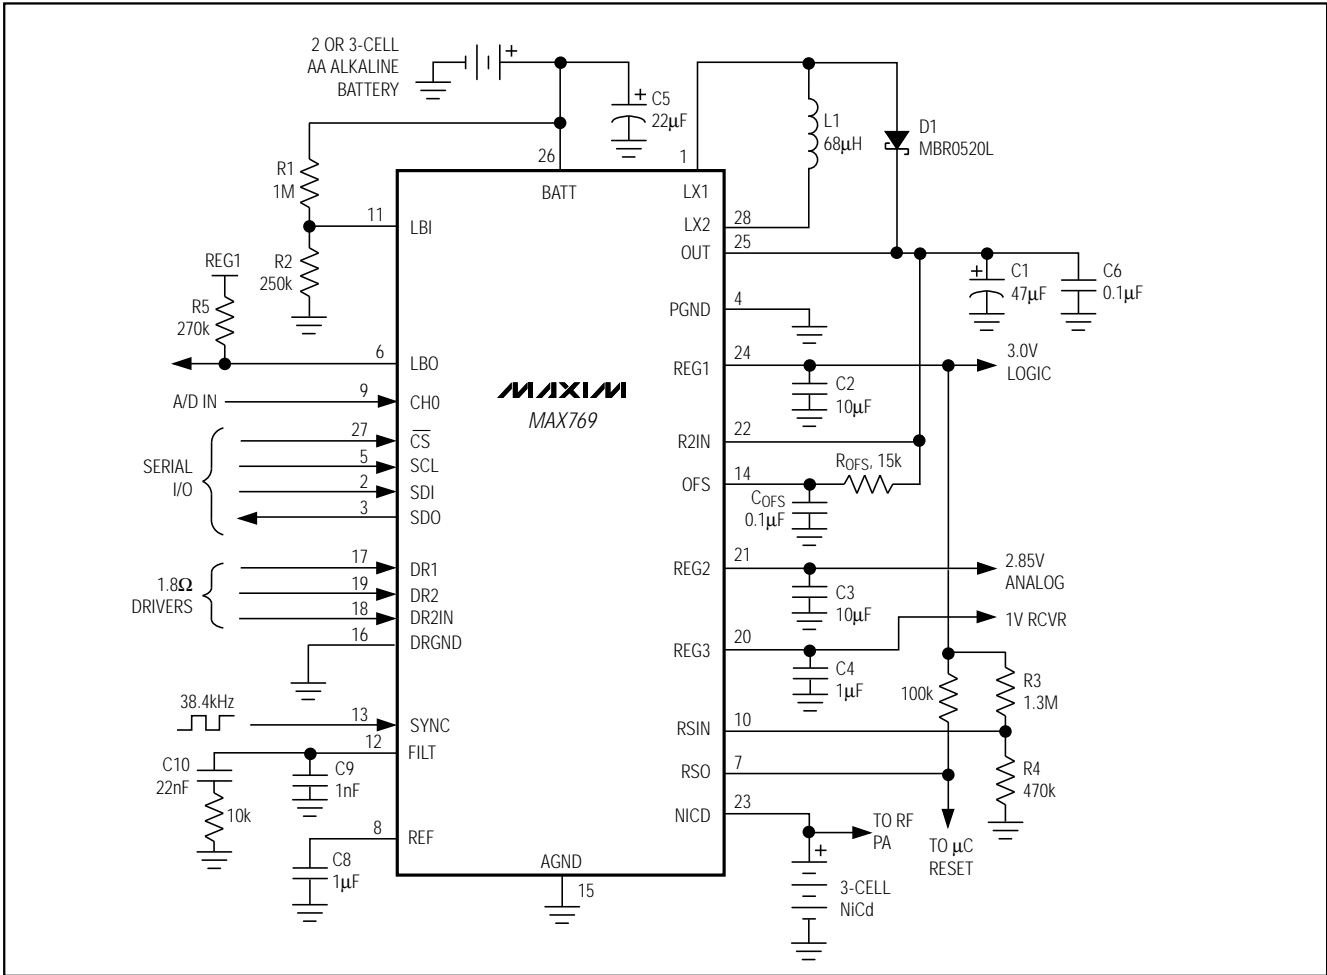 2 OR 3-CELL
AA ALKALINE
BATTERY
+
+
C5
22μF
L1
68μH
D1
MBR0520L
26
1
R1
1M
BATT
LX1
11
LBI
LX2
28
OUT
25
REG1
R2
250k
+
C1
47μF
C6
0.1μF
R5
270k
PGND
4
6
LBO
REG1
24
3.0V
LOGIC
C2
10μF
A/D IN
9
CH0
MAXIM
MAX769
27
CS
R2IN
22
SERIAL
I/O
5
SCL
ROFS, 15k
2
SDI
OFS
14
COFS
0.1μF
3
SDO
17
DR1
REG2
21
2.85V
ANALOG
1.8Ω
DRIVERS
19
DR2
C3
10μF
18
DR2IN
1V RCVR
16
DRGND
REG3
20
C4
1μF
100k
R3
1.3M
38.4kHz
13
SYNC
RSIN
10
12
FILT
C10
22nF
C9
1nF
RSO
7
R4
470k
10k
NICD
23
8
REF
TO RF
PA
+
TO μC
RESET
C8
1μF
AGND
15
3-CELL
NiCd